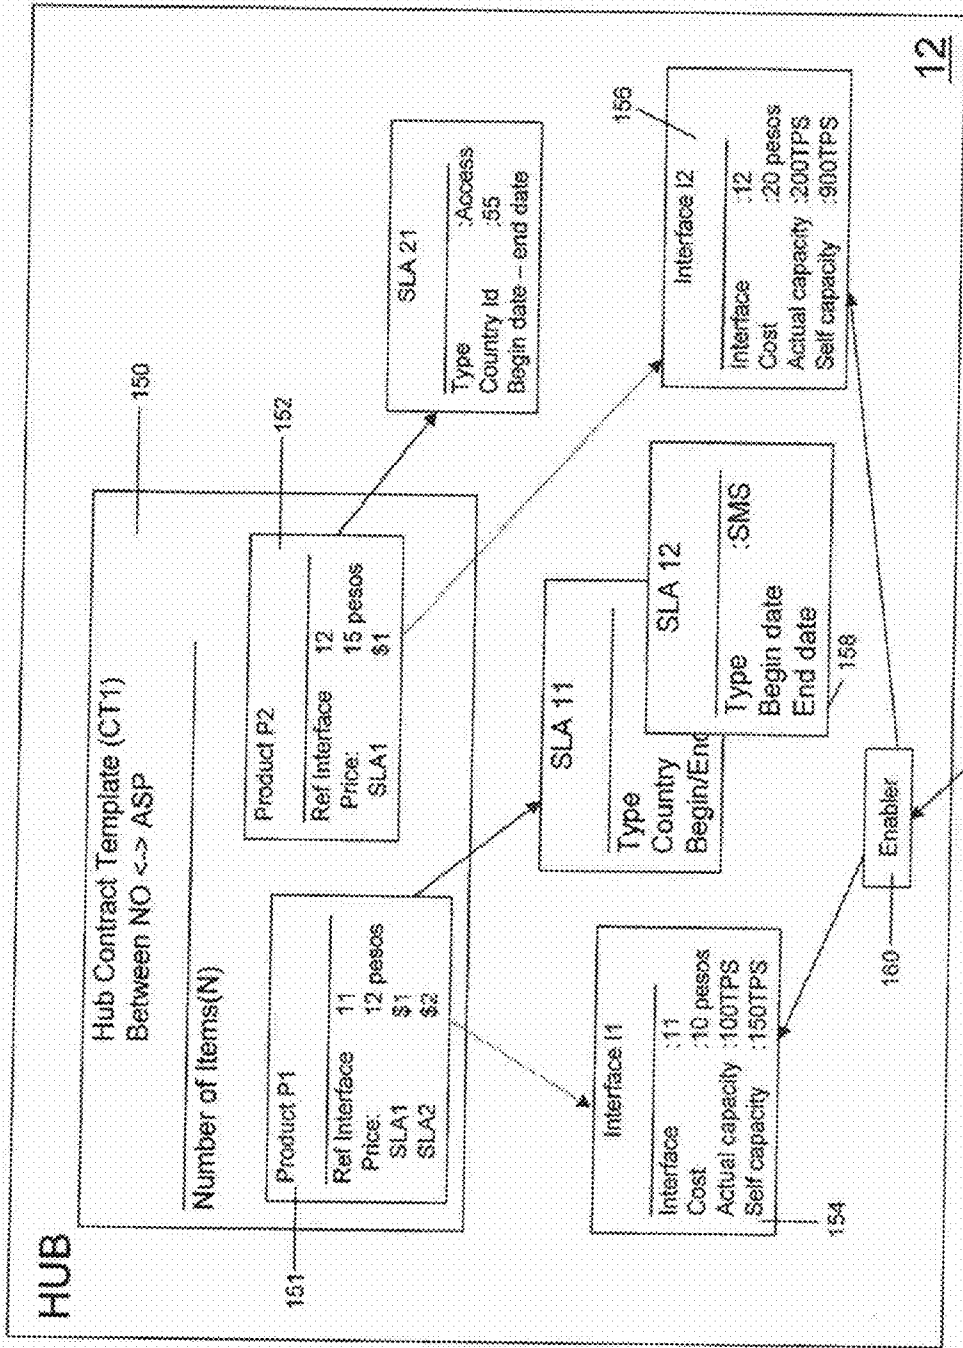 HUB
Hub Contract Template (CT1)
Between NO <-> ASP
150
Number of Items(N)
151
Product P1
Ref Interface 11
Price: 12 pesos
SLA1 $1
SLA2 $2
Product P2
152
Ref Interface 12
Price: 15 pesos
SLA1 $1
SLA 21
Type :Access
Country Id :55
Begin date – end date
Interface I1
Interface :11
Cost :10 pesos
Actual capacity :100TPS
Self capacity :150TPS
154
SLA 11
Type
Country
Begin/End
SLA 12
Type :SMS
Begin date
End date
158
Interface I2
156
Interface :12
Cost :20 pesos
Actual capacity :200TPS
Self capacity :900TPS
160
Enabler
12